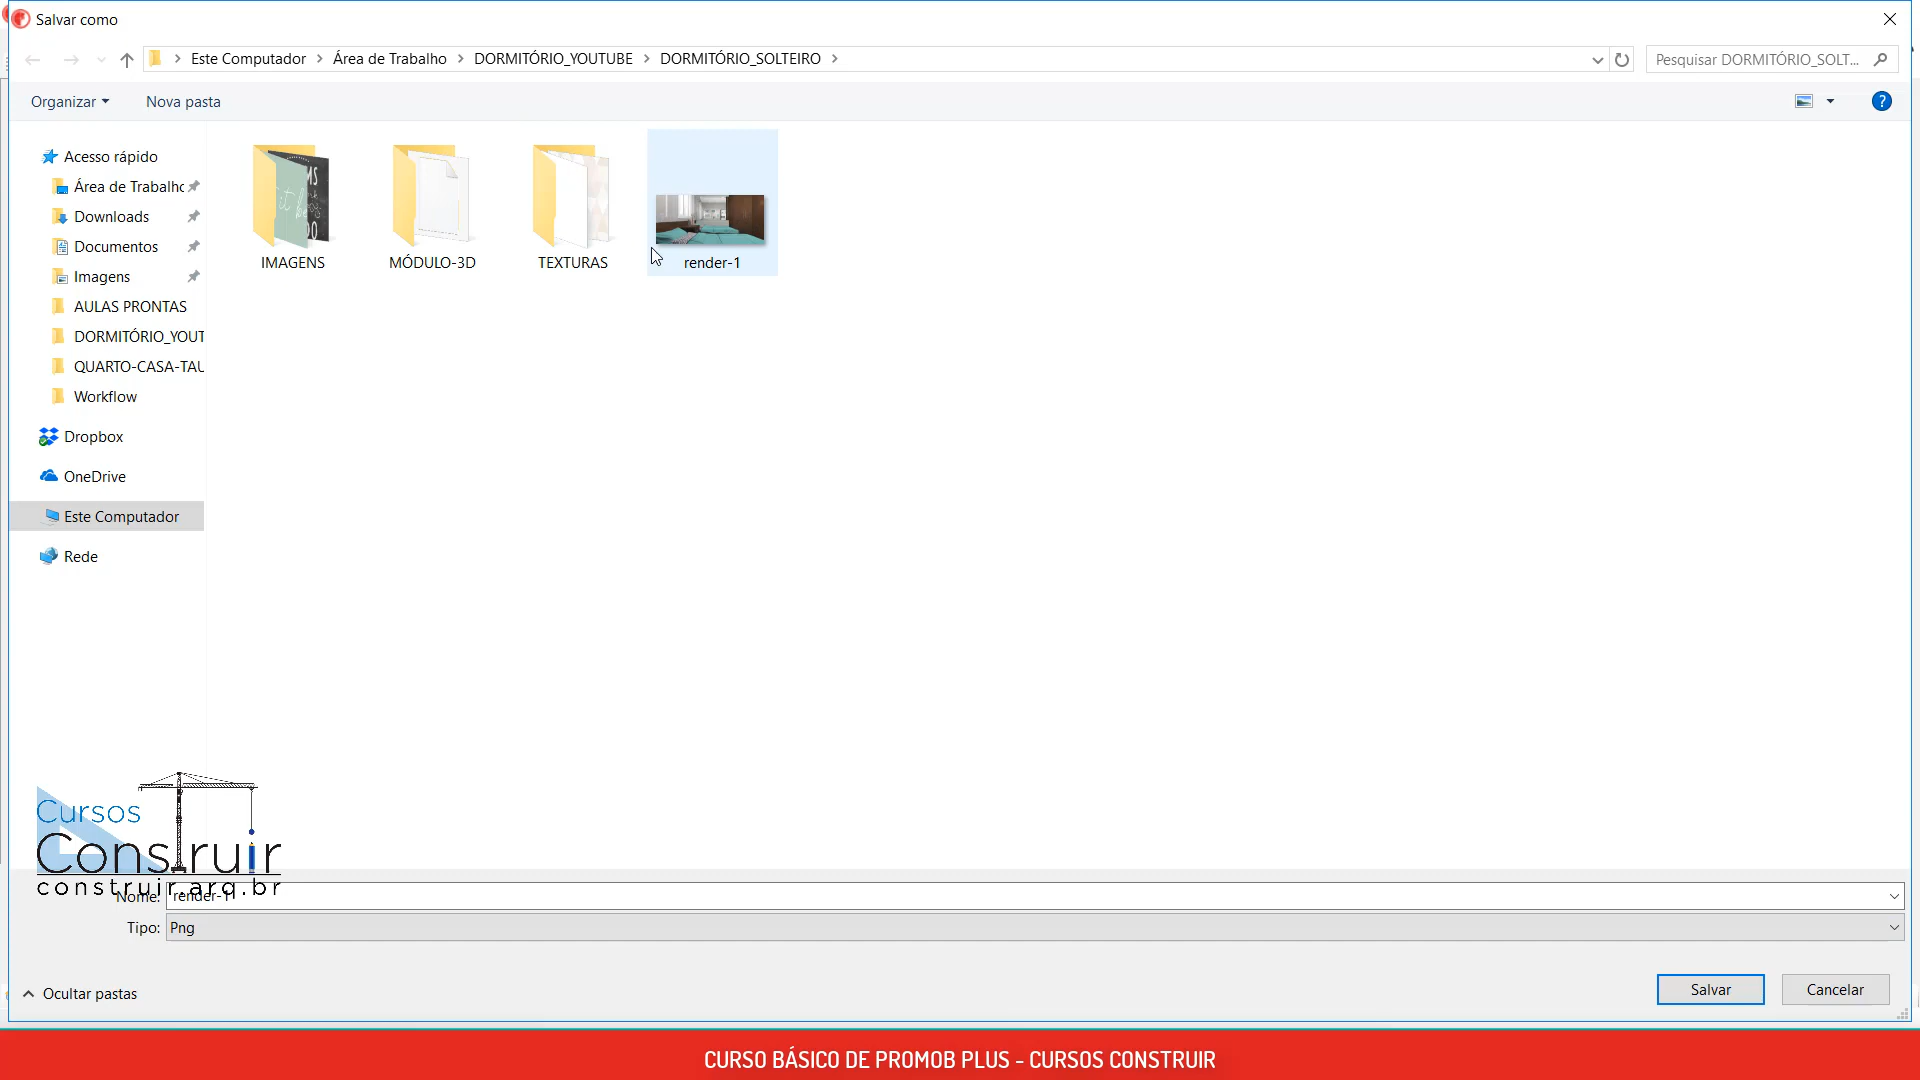 Salvar como
Este Computador
Área de Trabalho
DORMITÓRIO_YOUTUBE
DORMITÓRIO_SOLTEIRO
Pesquisar DORMITÓRIO_SOLT...
Organizar
Nova pasta
Acesso rápido
Área de Trabalho
Downloads
Documentos
Imagens
AULAS PRONTAS
DORMITÓRIO_YOUT
QUARTO-CASA-TAU
Workflow
Dropbox
OneDrive
Este Computador
Rede
IMAGENS
MÓDULO-3D
TEXTURAS
render-1
Cursos
Construir
construir.arq.br
Nome: render-1
Tipo: Png
Ocultar pastas
Salvar
Cancelar
CURSO BÁSICO DE PROMOB PLUS - CURSOS CONSTRUIR